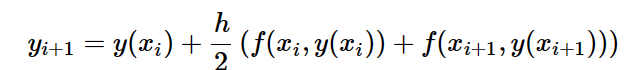 y_{i+1} = y(x_i) + \frac{h}{2} (f(x_i, y(x_i)) + f(x_{i+1}, y(x_{i+1})))